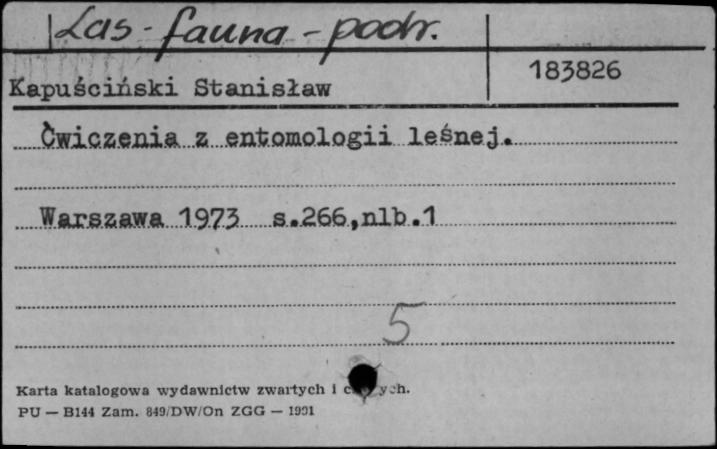 Las - fauna - podr.
183826
Kapuściński Stanisław
Ćwiczenia z entomologii leśnej.
Warszawa 1973 s.266,nlb.1
5
Karta katalogowa wydawnictw zwartych i
PU — B144 Zam. 849/DW/On ZGG — 1991